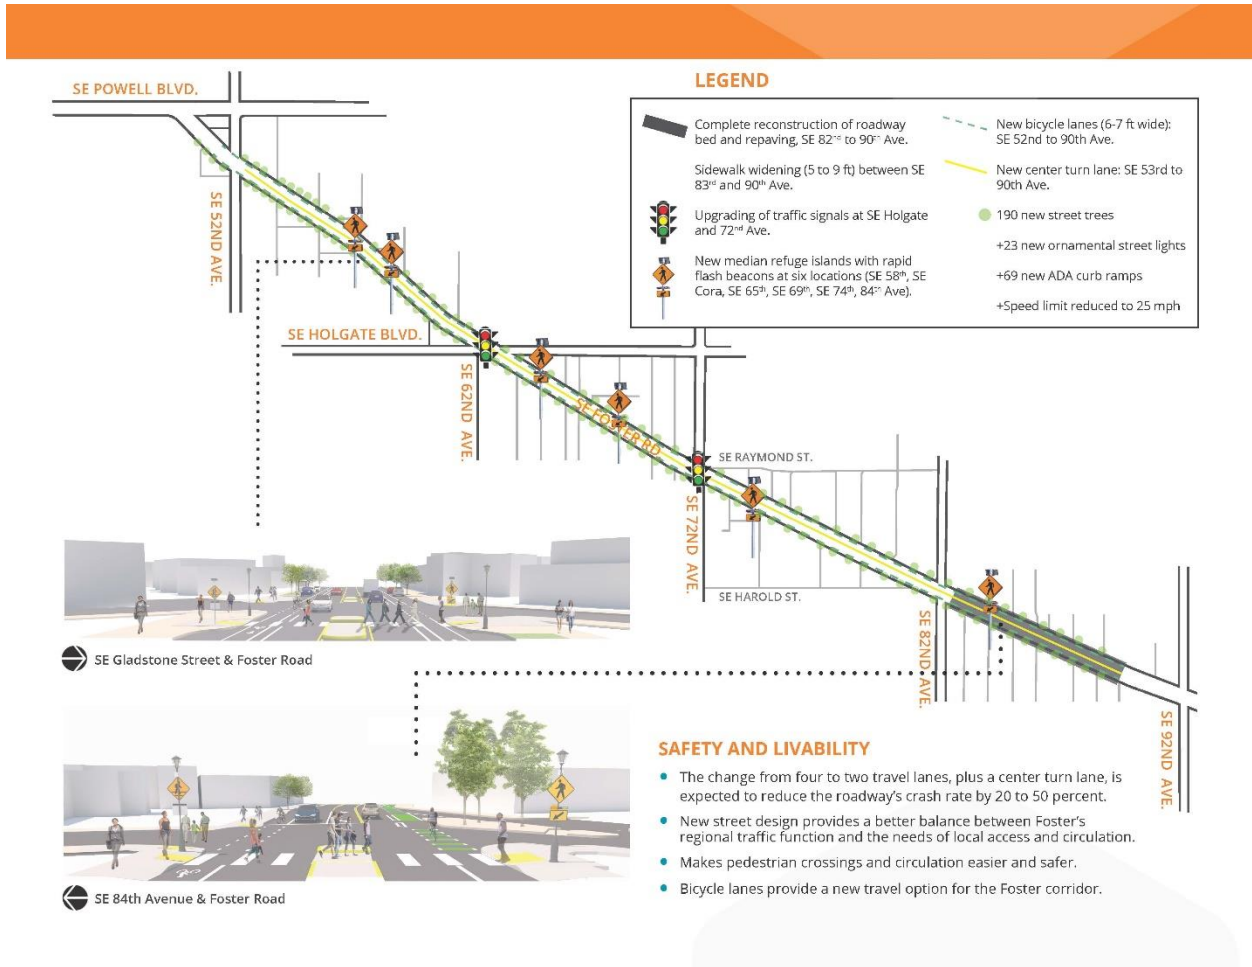 SE POWELL BLVD.
SE 52ND AVE.
SE HOLGATE BLVD.
SE 62ND AVE.
SE FOSTER RD
SE RAYMOND ST.
SE 72ND AVE.
SE HAROLD ST.
SE 82ND AVE.
SE 92ND AVE.
LEGEND
Complete reconstruction of roadway
bed and repaving, SE 82nd to 90th Ave.
Sidewalk widening (5 to 9 ft) between SE
83rd and 90th Ave.
Upgrading of traffic signals at SE Holgate
and 72nd Ave.
New median refuge islands with rapid
flash beacons at six locations (SE 58th, SE
Cora, SE 65th, SE 69th, SE 74th, 84th Ave).
New bicycle lanes (6-7 ft wide):
SE 52nd to 90th Ave.
New center turn lane: SE 53rd to
90th Ave.
190 new street trees
+23 new ornamental street lights
+69 new ADA curb ramps
+Speed limit reduced to 25 mph
SE Gladstone Street & Foster Road
SE 84th Avenue & Foster Road
SAFETY AND LIVABILITY
• The change from four to two travel lanes, plus a center turn lane, is
expected to reduce the roadway's crash rate by 20 to 50 percent.
• New street design provides a better balance between Foster's
regional traffic function and the needs of local access and circulation.
• Makes pedestrian crossings and circulation easier and safer.
• Bicycle lanes provide a new travel option for the Foster corridor.